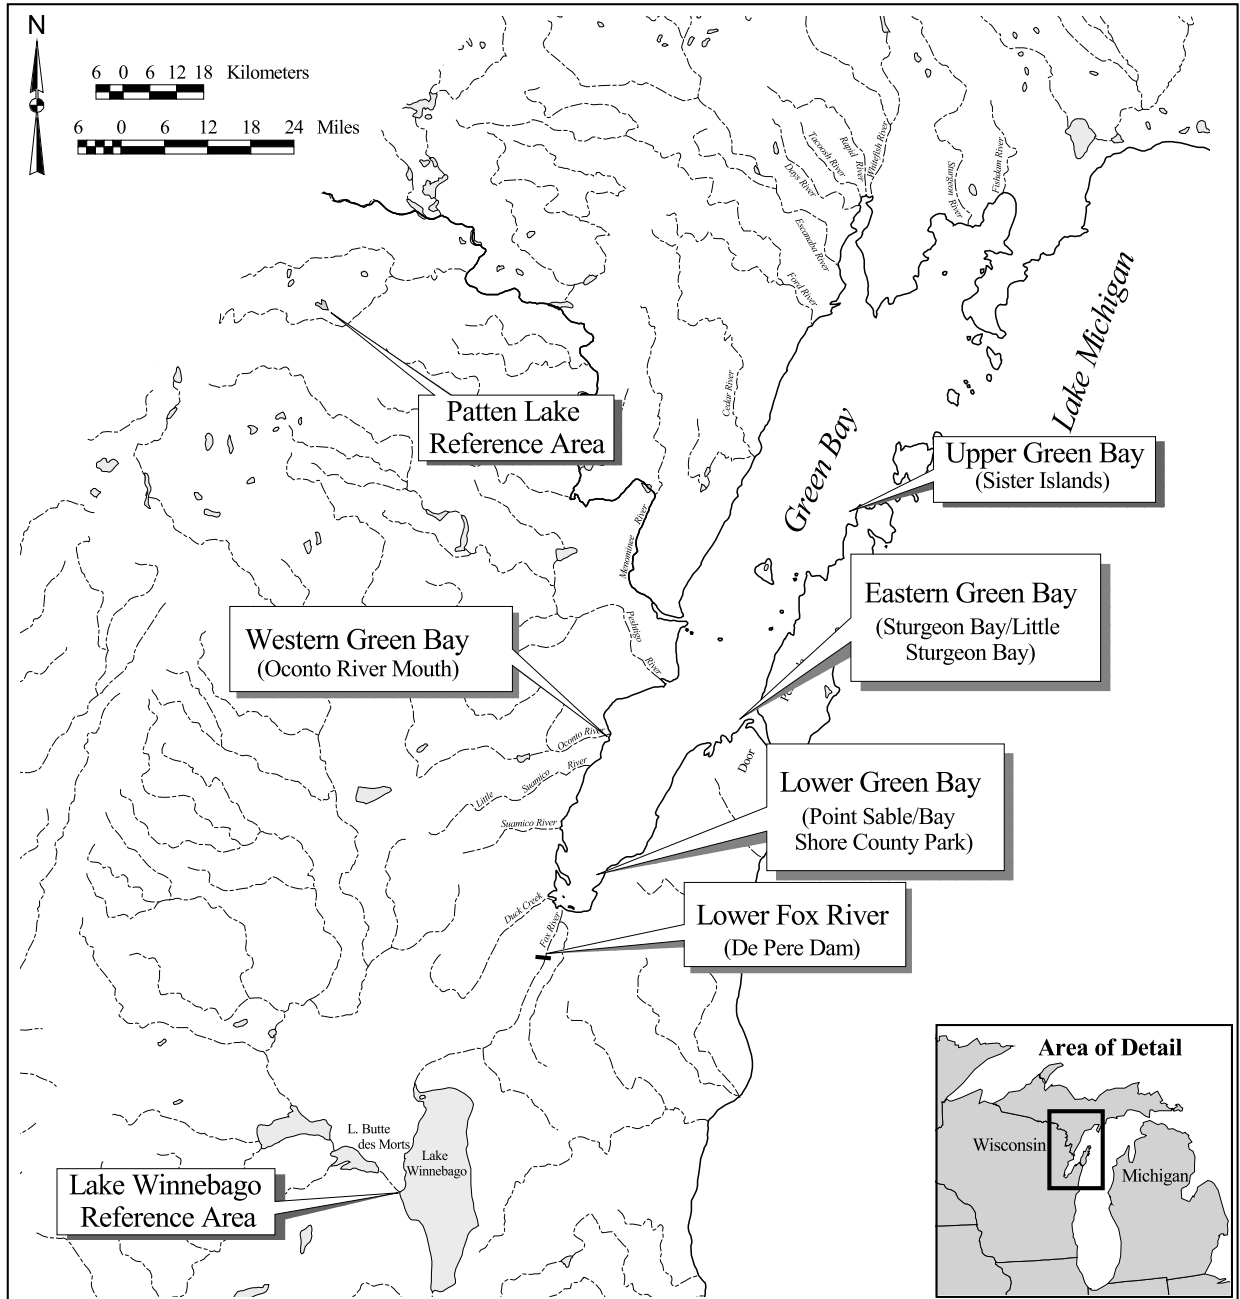 N
6 0 6 12 18 Kilometers
6 0 6 12 18 24 Miles
Tacoosh River
Rapid River
Whitefish River
Days River
Sturgeon River
Fishdam River
Escanaba River
Ford River
Lake Michigan
Patten Lake
Reference Area
Cedar River
Green Bay
Upper Green Bay
(Sister Islands)
Menominee River
Eastern Green Bay
(Sturgeon Bay/Little
Sturgeon Bay)
Western Green Bay
(Oconto River Mouth)
Peshtigo River
Oconto River
Door
Little Suamico River
Lower Green Bay
(Point Sable/Bay
Shore County Park)
Suamico River
Duck Creek
Fox River
Lower Fox River
(De Pere Dam)
Area of Detail
Wisconsin
Michigan
L. Butte
des Morts
Lake
Winnebago
Lake Winnebago
Reference Area